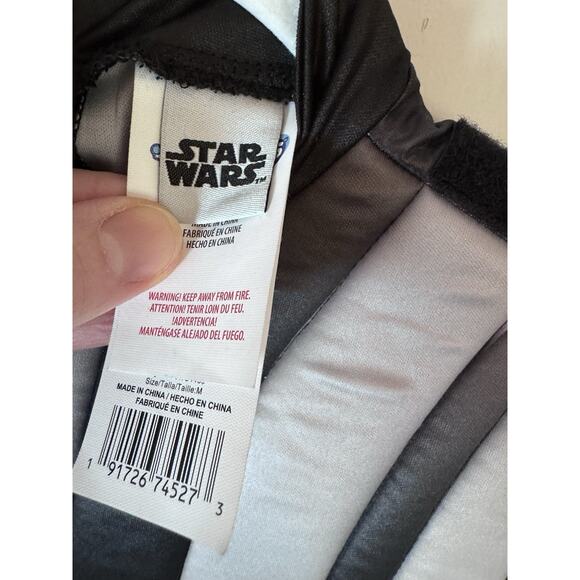 STAR
WARS™
MADE IN CHINA
FABRIQUÉ EN CHINE
HECHO EN CHINA
WARNING! KEEP AWAY FROM FIRE.
ATTENTION! TENIR LOIN DU FEU.
¡ADVERTENCIA!
MANTÉNGASE ALEJADO DEL FUEGO.
Size/Talla/Taille:M
MADE IN CHINA / HECHO EN CHINA
FABRIQUÉ EN CHINE
1 91726 74527 3